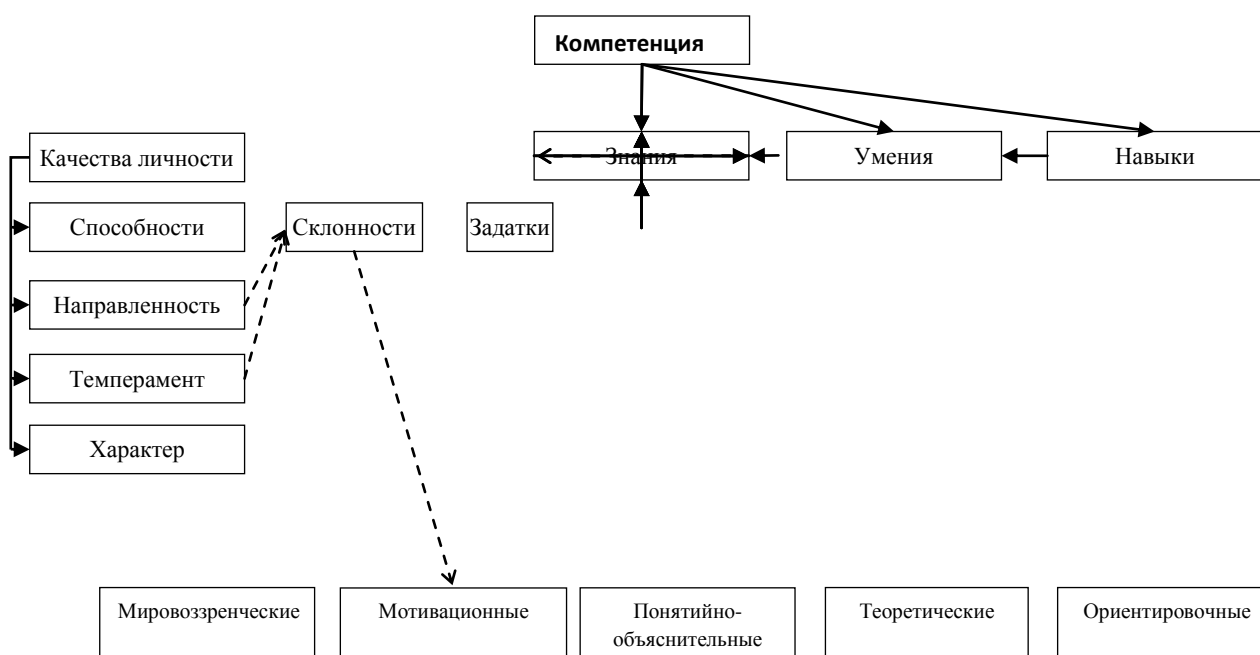 Компетенция
Качества личности
Знания
Умения
Навыки
Способности
Склонности
Задатки
Направленность
Темперамент
Характер
Мировоззренческие
Мотивационные
Понятийно-
объяснительные
Теоретические
Ориентировочные